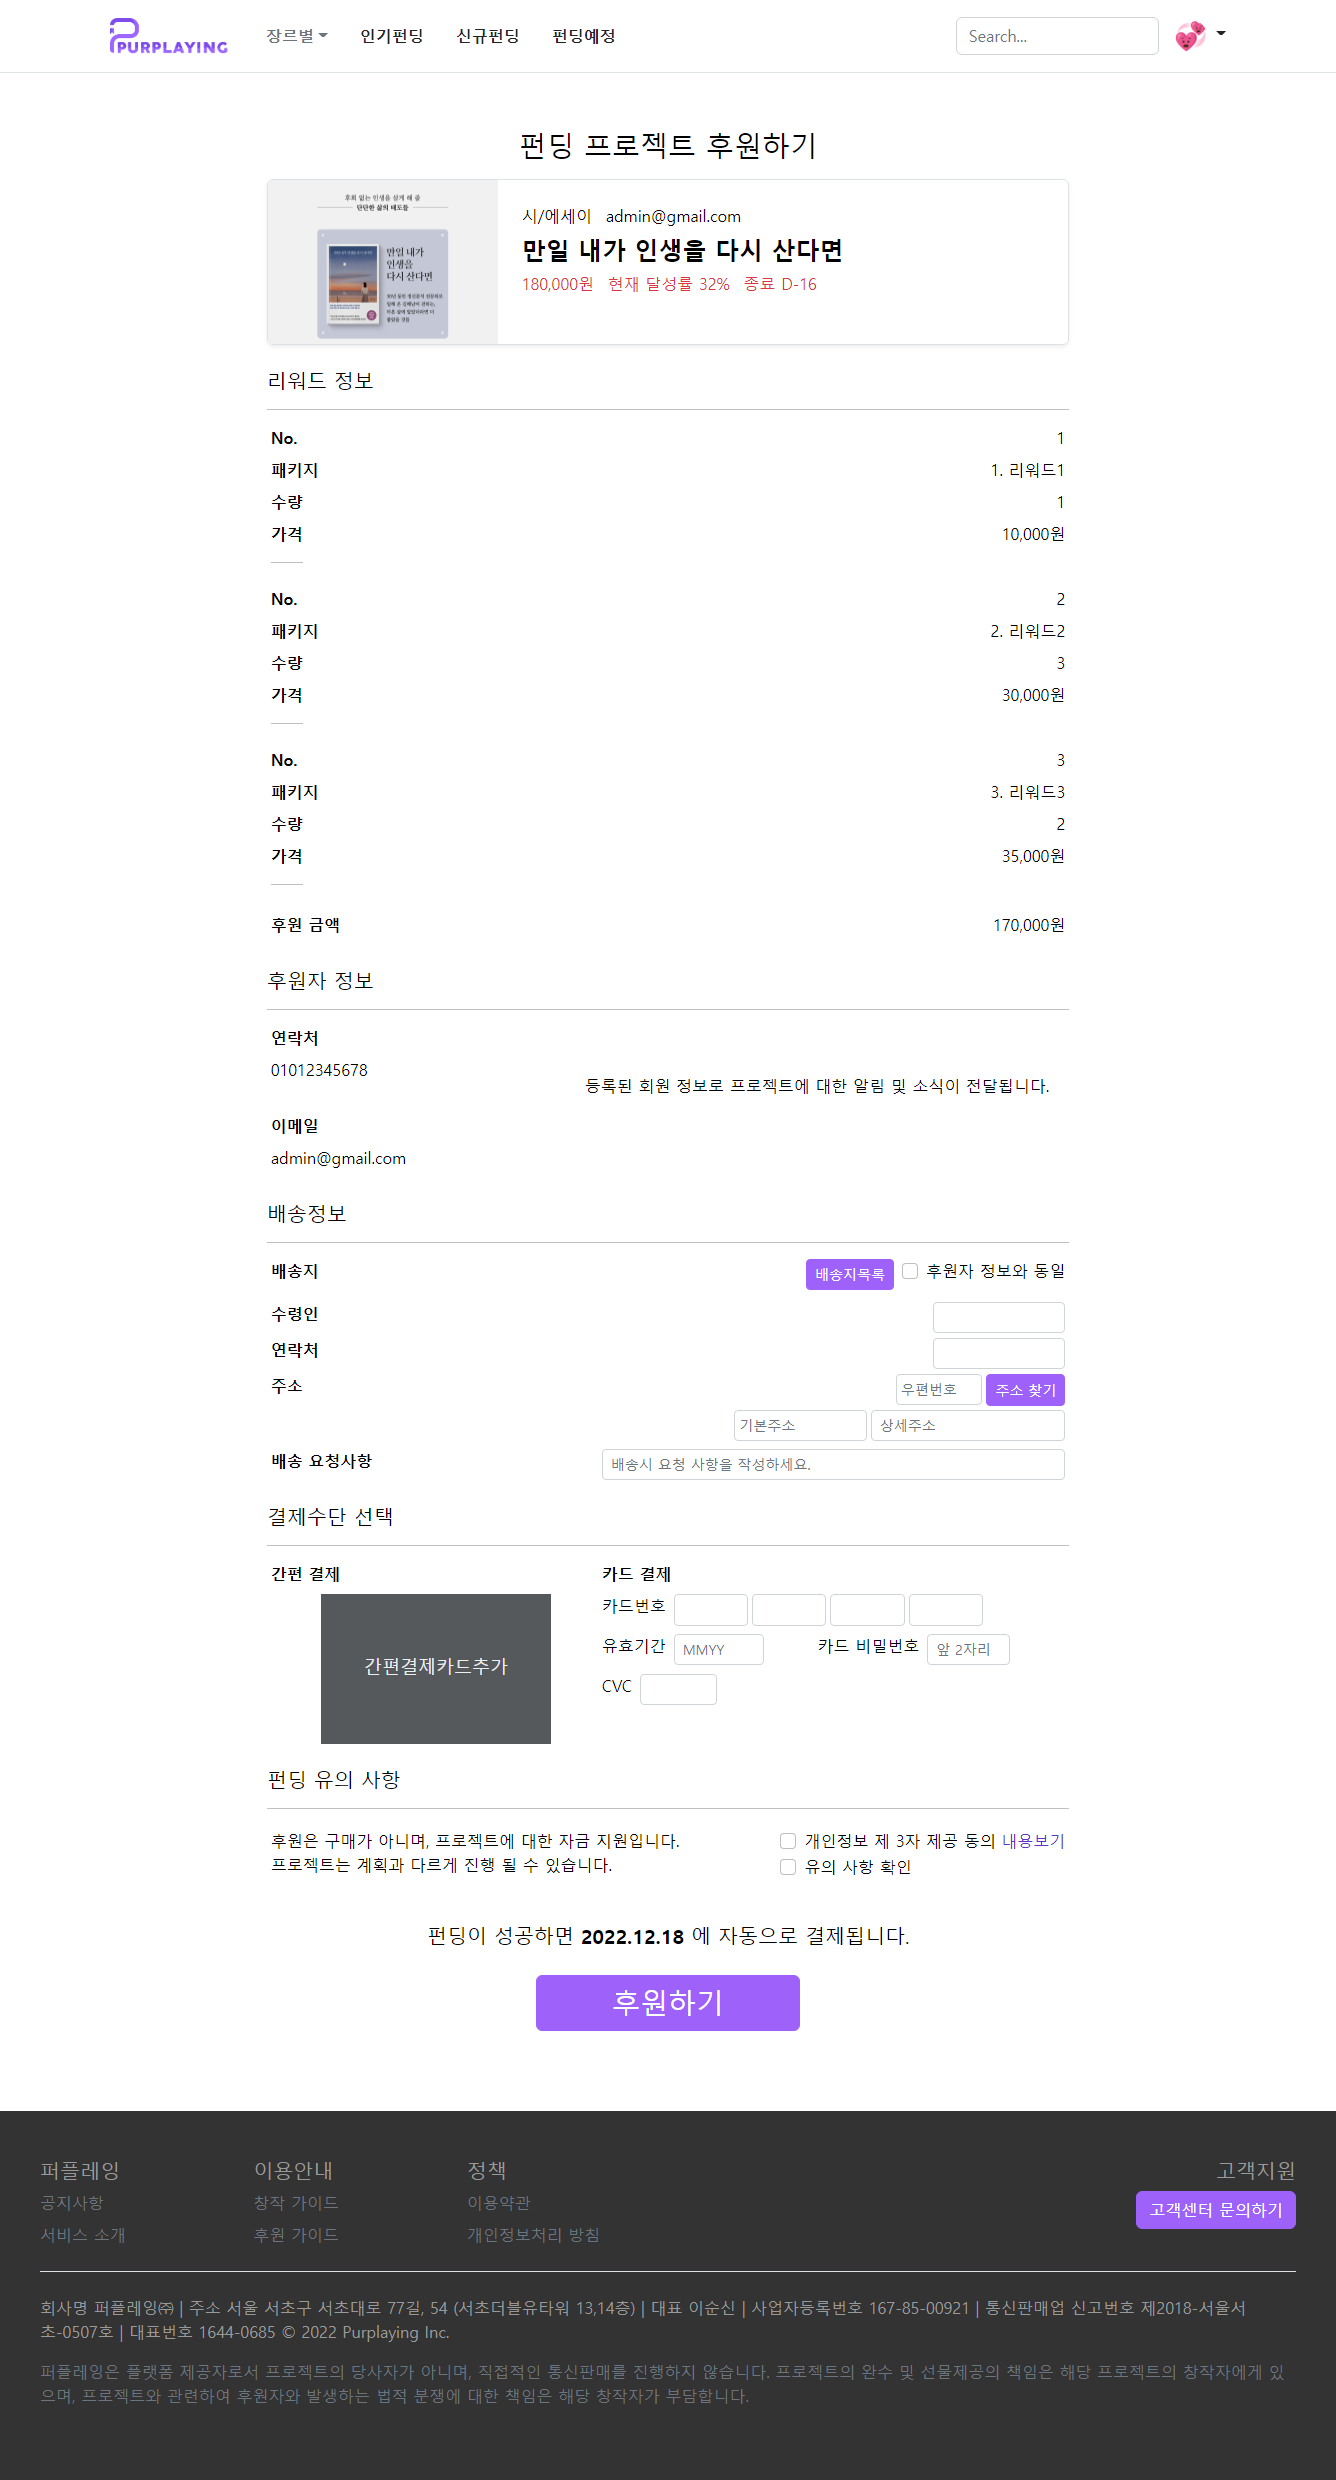 PURPLAYING 장르별 인기펀딩 신규펀딩 펀딩예정 Search...
펀딩 프로젝트 후원하기
후회 없는 인생을 살게 해 줄
단단한 삶의 태도들
만일 내가
인생을
다시 산다면
시/에세이 admin@gmail.com
만일 내가 인생을 다시 산다면
180,000원 현재 달성률 32% 종료 D-16
리워드 정보
No. 1
패키지 1. 리워드1
수량 1
가격 10,000원
No. 2
패키지 2. 리워드2
수량 3
가격 30,000원
No. 3
패키지 3. 리워드3
수량 2
가격 35,000원
후원 금액 170,000원
후원자 정보
연락처
01012345678
등록된 회원 정보로 프로젝트에 대한 알림 및 소식이 전달됩니다.
이메일
admin@gmail.com
배송정보
배송지 배송지목록 후원자 정보와 동일
수령인
연락처
주소 우편번호 주소 찾기
기본주소 상세주소
배송 요청사항 배송시 요청 사항을 작성하세요.
결제수단 선택
간편 결제 카드 결제
카드번호
유효기간 MMYY 카드 비밀번호 앞 2자리
간편결제카드추가
CVC
펀딩 유의 사항
후원은 구매가 아니며, 프로젝트에 대한 자금 지원입니다. 개인정보 제 3자 제공 동의 내용보기
프로젝트는 계획과 다르게 진행 될 수 있습니다. 유의 사항 확인
펀딩이 성공하면 2022.12.18 에 자동으로 결제됩니다.
후원하기
퍼플레잉 이용안내 정책 고객지원
공지사항 창작 가이드 이용약관 고객센터 문의하기
서비스 소개 후원 가이드 개인정보처리 방침
회사명 퍼플레잉㈜ | 주소 서울 서초구 서초대로 77길, 54 (서초더블유타워 13,14층) | 대표 이순신 | 사업자등록번호 167-85-00921 | 통신판매업 신고번호 제2018-서울서
초-0507호 | 대표번호 1644-0685 © 2022 Purplaying Inc.
퍼플레잉은 플랫폼 제공자로서 프로젝트의 당사자가 아니며, 직접적인 통신판매를 진행하지 않습니다. 프로젝트의 완수 및 선물제공의 책임은 해당 프로젝트의 창작자에게 있
으며, 프로젝트와 관련하여 후원자와 발생하는 법적 분쟁에 대한 책임은 해당 창작자가 부담합니다.